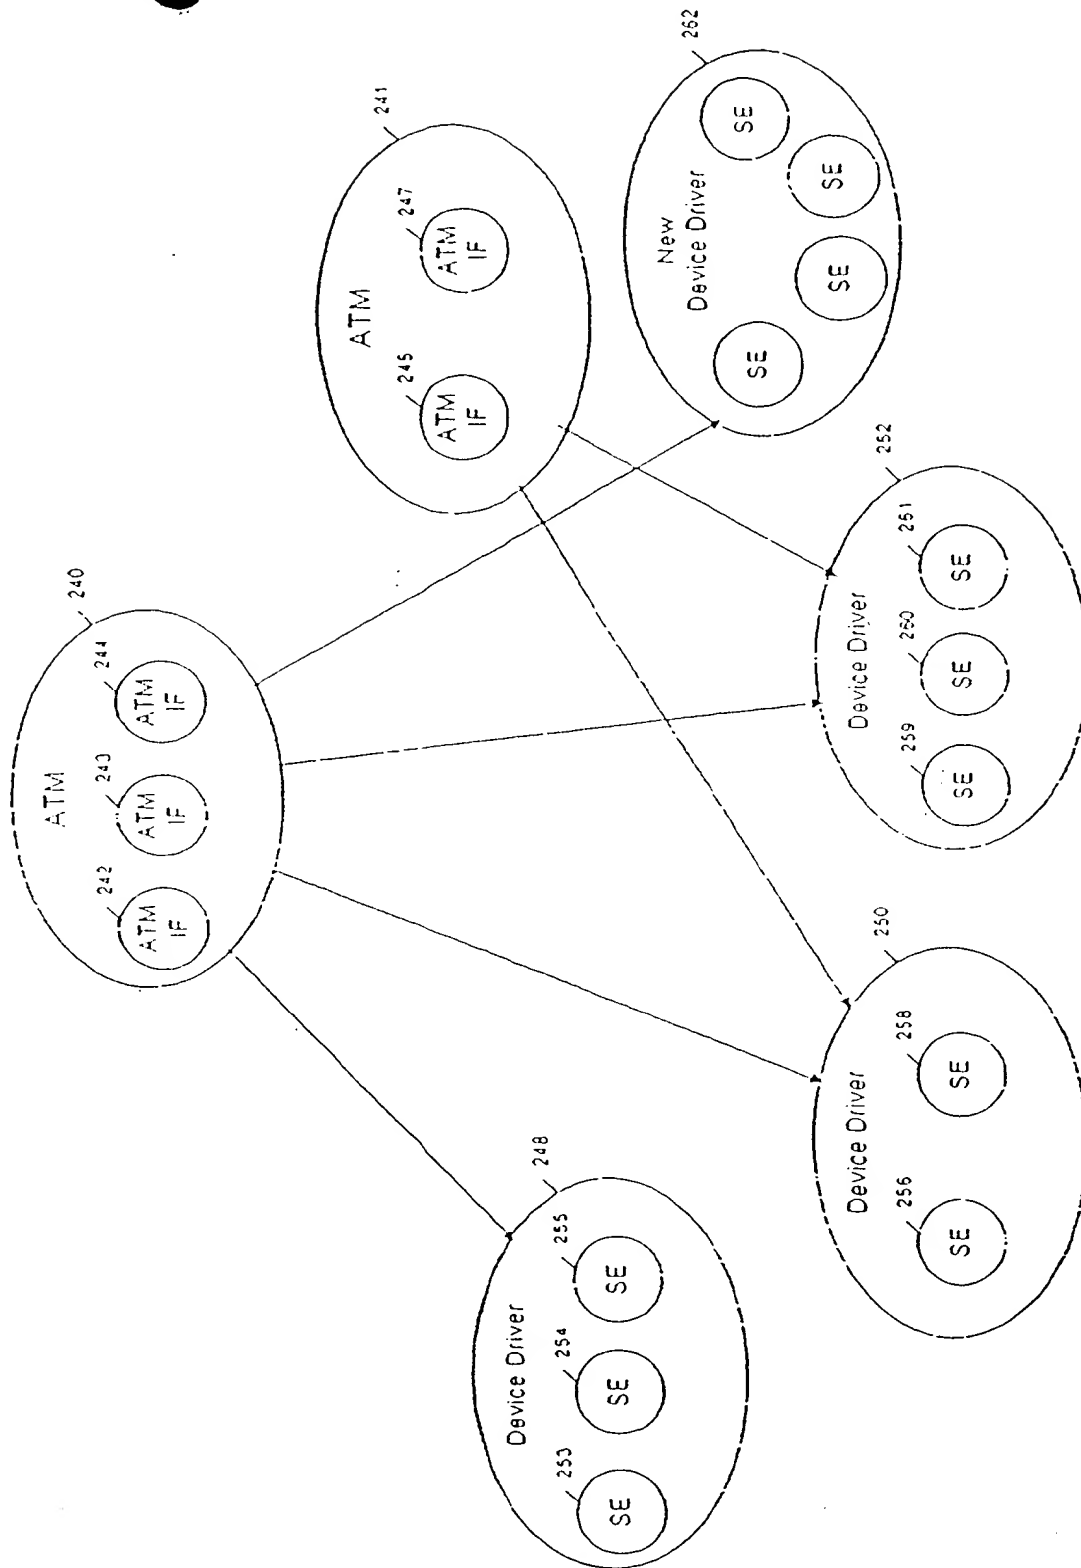 240
ATM
242
243
244
ATM
IF
ATM
IF
ATM
IF
241
ATM
245
247
ATM
IF
ATM
IF
248
Device Driver
253
254
255
SE
SE
SE
250
Device Driver
256
258
SE
SE
252
Device Driver
259
260
251
SE
SE
SE
262
New
Device Driver
SE
SE
SE
SE